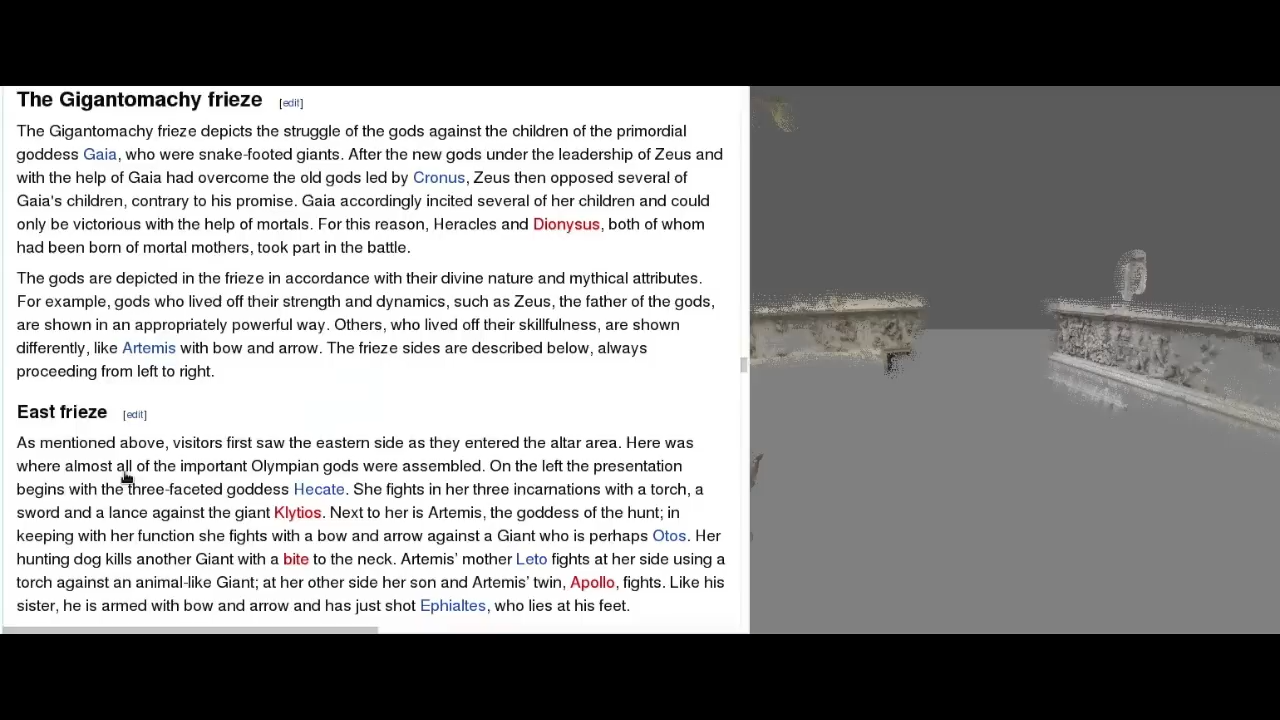 The Gigantomachy frieze [edit]
The Gigantomachy frieze depicts the struggle of the gods against the children of the primordial
goddess Gaia, who were snake-footed giants. After the new gods under the leadership of Zeus and
with the help of Gaia had overcome the old gods led by Cronus, Zeus then opposed several of
Gaia's children, contrary to his promise. Gaia accordingly incited several of her children and could
only be victorious with the help of mortals. For this reason, Heracles and Dionysus, both of whom
had been born of mortal mothers, took part in the battle.
The gods are depicted in the frieze in accordance with their divine nature and mythical attributes.
For example, gods who lived off their strength and dynamics, such as Zeus, the father of the gods,
are shown in an appropriately powerful way. Others, who lived off their skillfulness, are shown
differently, like Artemis with bow and arrow. The frieze sides are described below, always
proceeding from left to right.
East frieze [edit]
As mentioned above, visitors first saw the eastern side as they entered the altar area. Here was
where almost all of the important Olympian gods were assembled. On the left the presentation
begins with the three-faceted goddess Hecate. She fights in her three incarnations with a torch, a
sword and a lance against the giant Klytios. Next to her is Artemis, the goddess of the hunt; in
keeping with her function she fights with a bow and arrow against a Giant who is perhaps Otos. Her
hunting dog kills another Giant with a bite to the neck. Artemis' mother Leto fights at her side using a
torch against an animal-like Giant; at her other side her son and Artemis' twin, Apollo, fights. Like his
sister, he is armed with bow and arrow and has just shot Ephialtes, who lies at his feet.